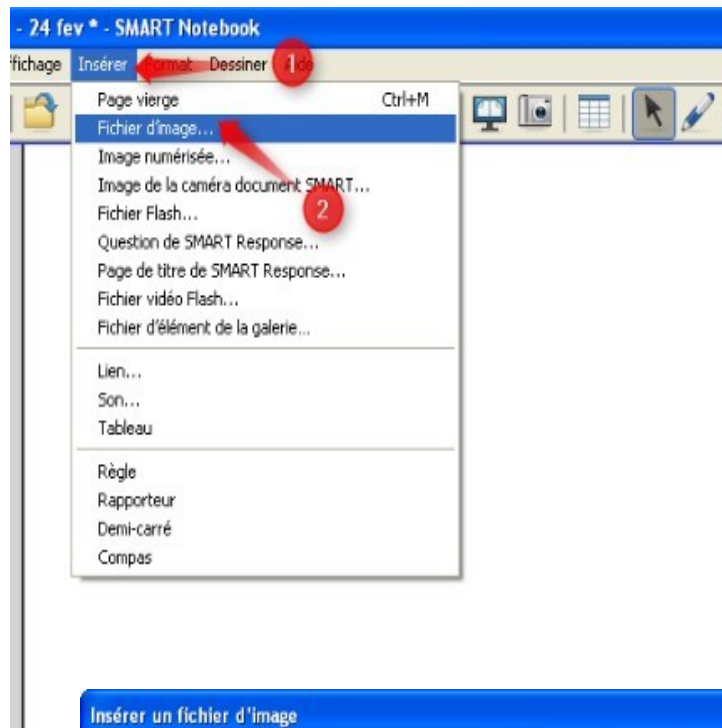 - 24 fev * - SMART Notebook
ffichage Insérer Format Dessiner
1
Page vierge Ctrl+M
Fichier d'image...
Image numérisée...
Image de la caméra document SMART...
2
Fichier Flash...
Question de SMART Response...
Page de titre de SMART Response...
Fichier vidéo Flash...
Fichier d'élément de la galerie...
Lien...
Son...
Tableau
Règle
Rapporteur
Demi-carré
Compas
Insérer un fichier d'image